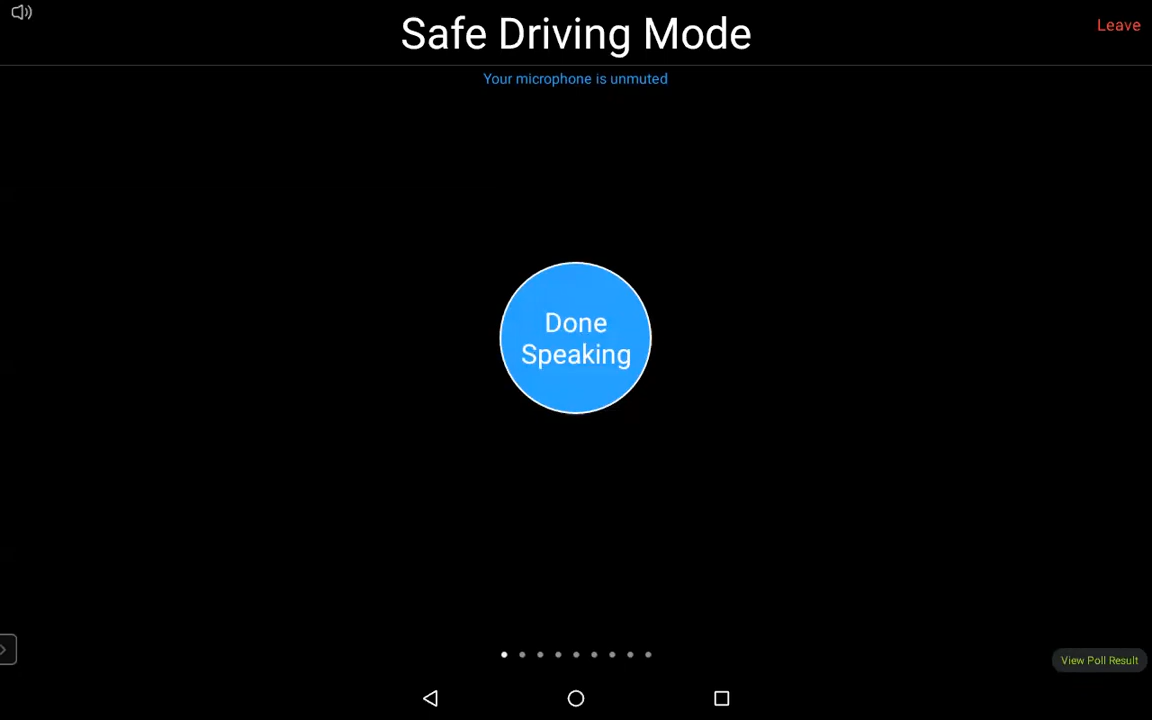 Safe Driving Mode
Leave
Your microphone is unmuted
Done
Speaking
View Poll Result